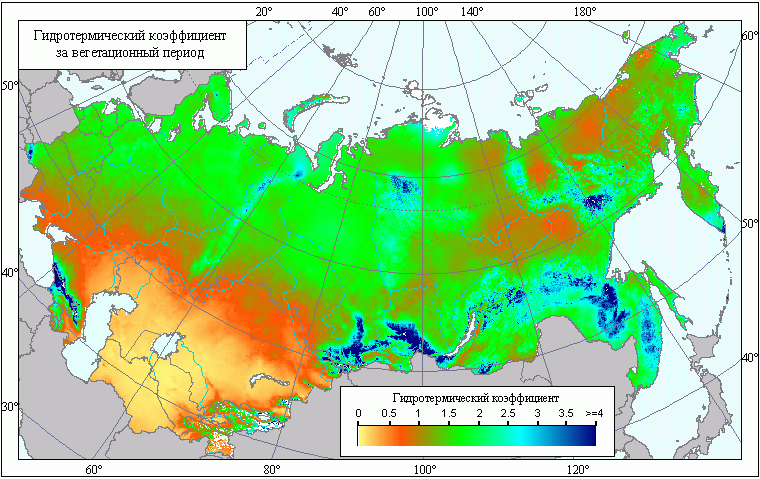 20° 40° 60° 100° 140° 180°
Гидротермический коэффициент
за вегетационный период
60°
50°
50°
40°
40°
30°
Гидротермический коэффициент
0 0.5 1 1.5 2 2.5 3 3.5 >=4
60° 80° 100° 120°